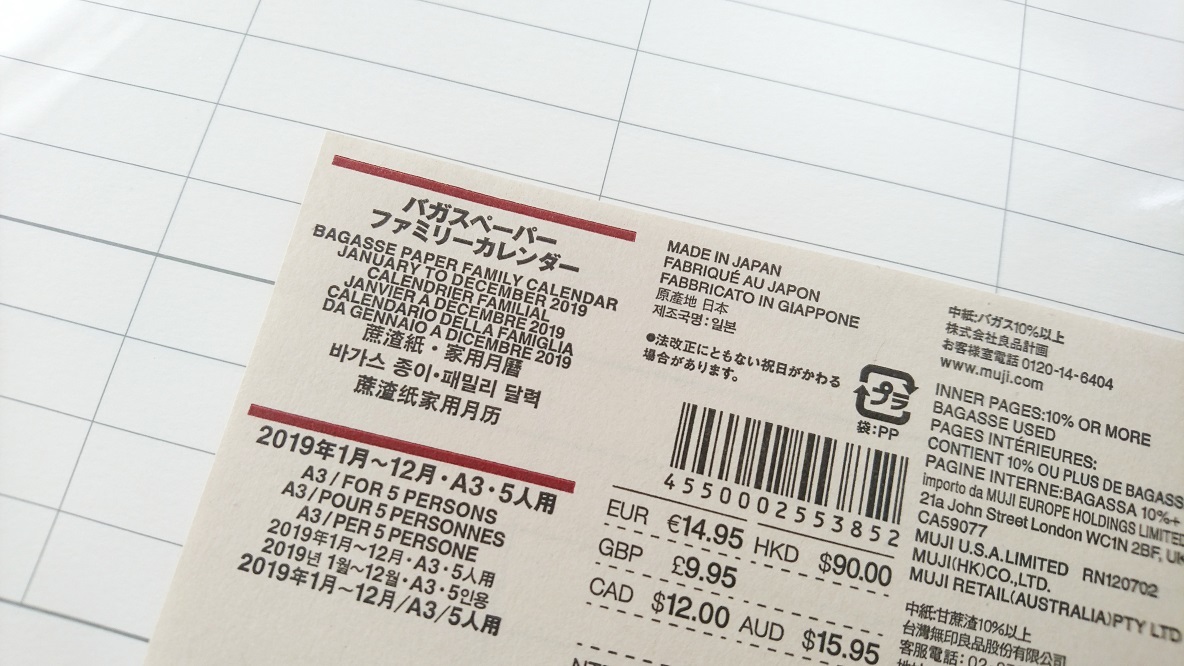 バガスペーパー
ファミリーカレンダー
BAGASSE PAPER FAMILY CALENDAR
JANUARY TO DECEMBER 2019
CALENDRIER FAMILIAL
JANVIER A DECEMBRE 2019
CALENDARIO DELLA FAMIGLIA
DA GENNAIO A DICEMBRE 2019
蔗渣紙・家用月曆
바가스 종이•패밀리 달력
蔗渣纸家用月历
2019年1月〜12月・A3・5人用
A3/FOR 5 PERSONS
A3/POUR 5 PERSONNES
A3/PER 5 PERSONE
2019年1月〜12月・A3・5人用
2019년 1월~12월・A3・5인용
2019年1月〜12月/A3/5人用
MADE IN JAPAN
FABRIQUÉ AU JAPON
FABBRICATO IN GIAPPONE
原產地 日本
제조국명:일본
●法改正にともない祝日がかわる
場合があります。
プラ
袋:PP
4550002553852
EUR €14.95 HKD $90.00
GBP £9.95
CAD $12.00 AUD $15.95
中紙:バガス10%以上
株式会社良品計画
お客様室電話 0120-14-6404
www.muji.com
INNER PAGES:10% OR MORE
BAGASSE USED
PAGES INTÉRIEURES:
CONTIENT 10% OU PLUS DE BAGASS
PAGINE INTERNE:BAGASSA 10%+
importo da MUJI EUROPE HOLDINGS LIMITED
21a John Street London WC1N 2BF, UK
CA59077
MUJI U.S.A.LIMITED RN120702
MUJI(HK)CO.,LTD.
MUJI RETAIL(AUSTRALIA)PTY LTD
中紙:甘蔗渣10%以上
台灣無印良品股份有限公司
客服電話:02